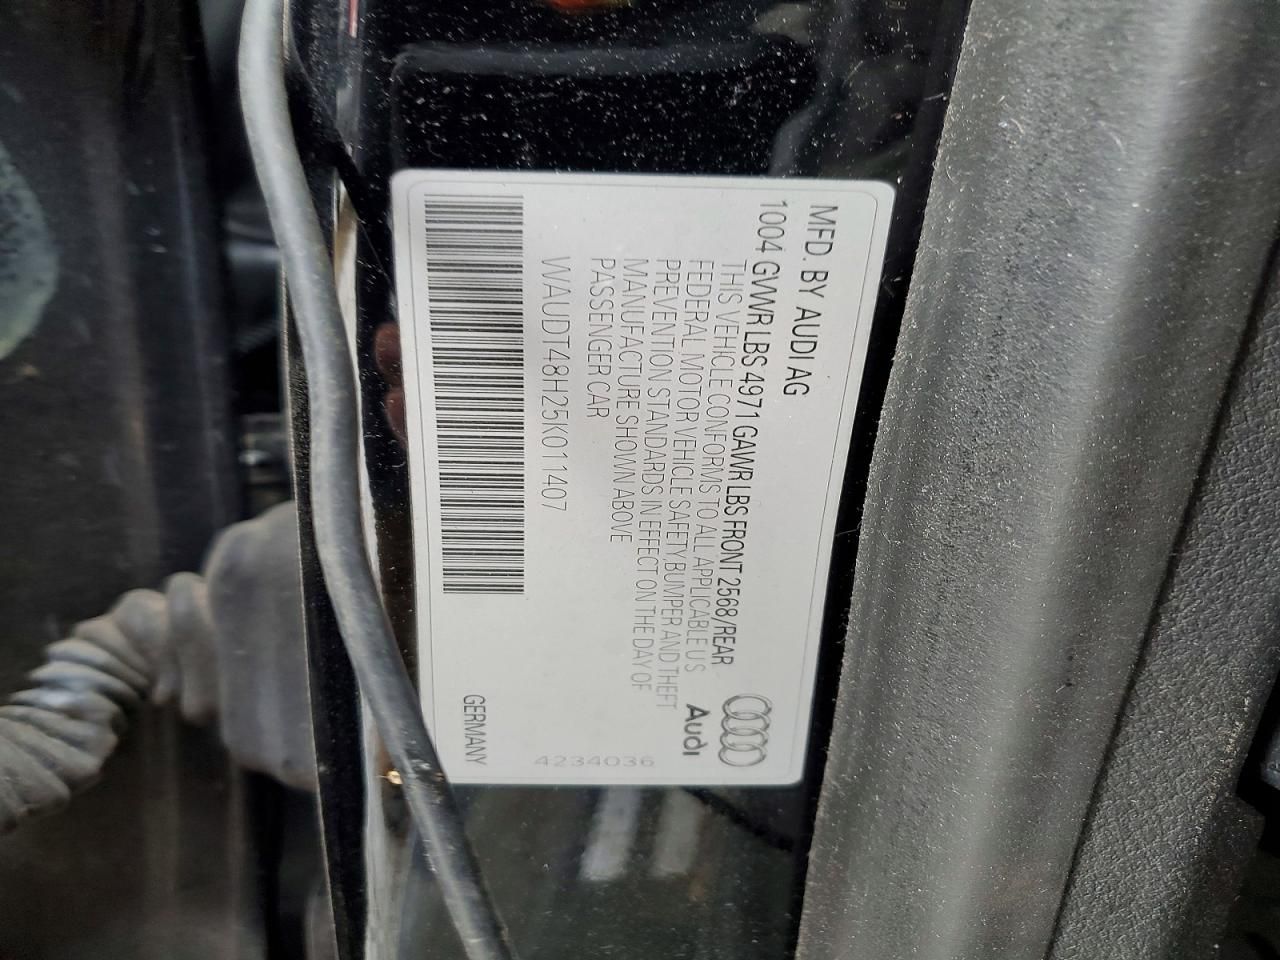 MFD. BY AUDI AG
1004 GVWR LBS 4971 GAWR LBS FRONT 2568/REAR
THIS VEHICLE CONFORMS TO ALL APPLICABLE US
FEDERAL MOTOR VEHICLE SAFETY,BUMPER AND THEFT
PREVENTION STANDARDS IN EFFECT ON THE DAY OF
MANUFACTURE SHOWN ABOVE
PASSENGER CAR
WAUDT48H25K011407
Audi
4234036
GERMANY